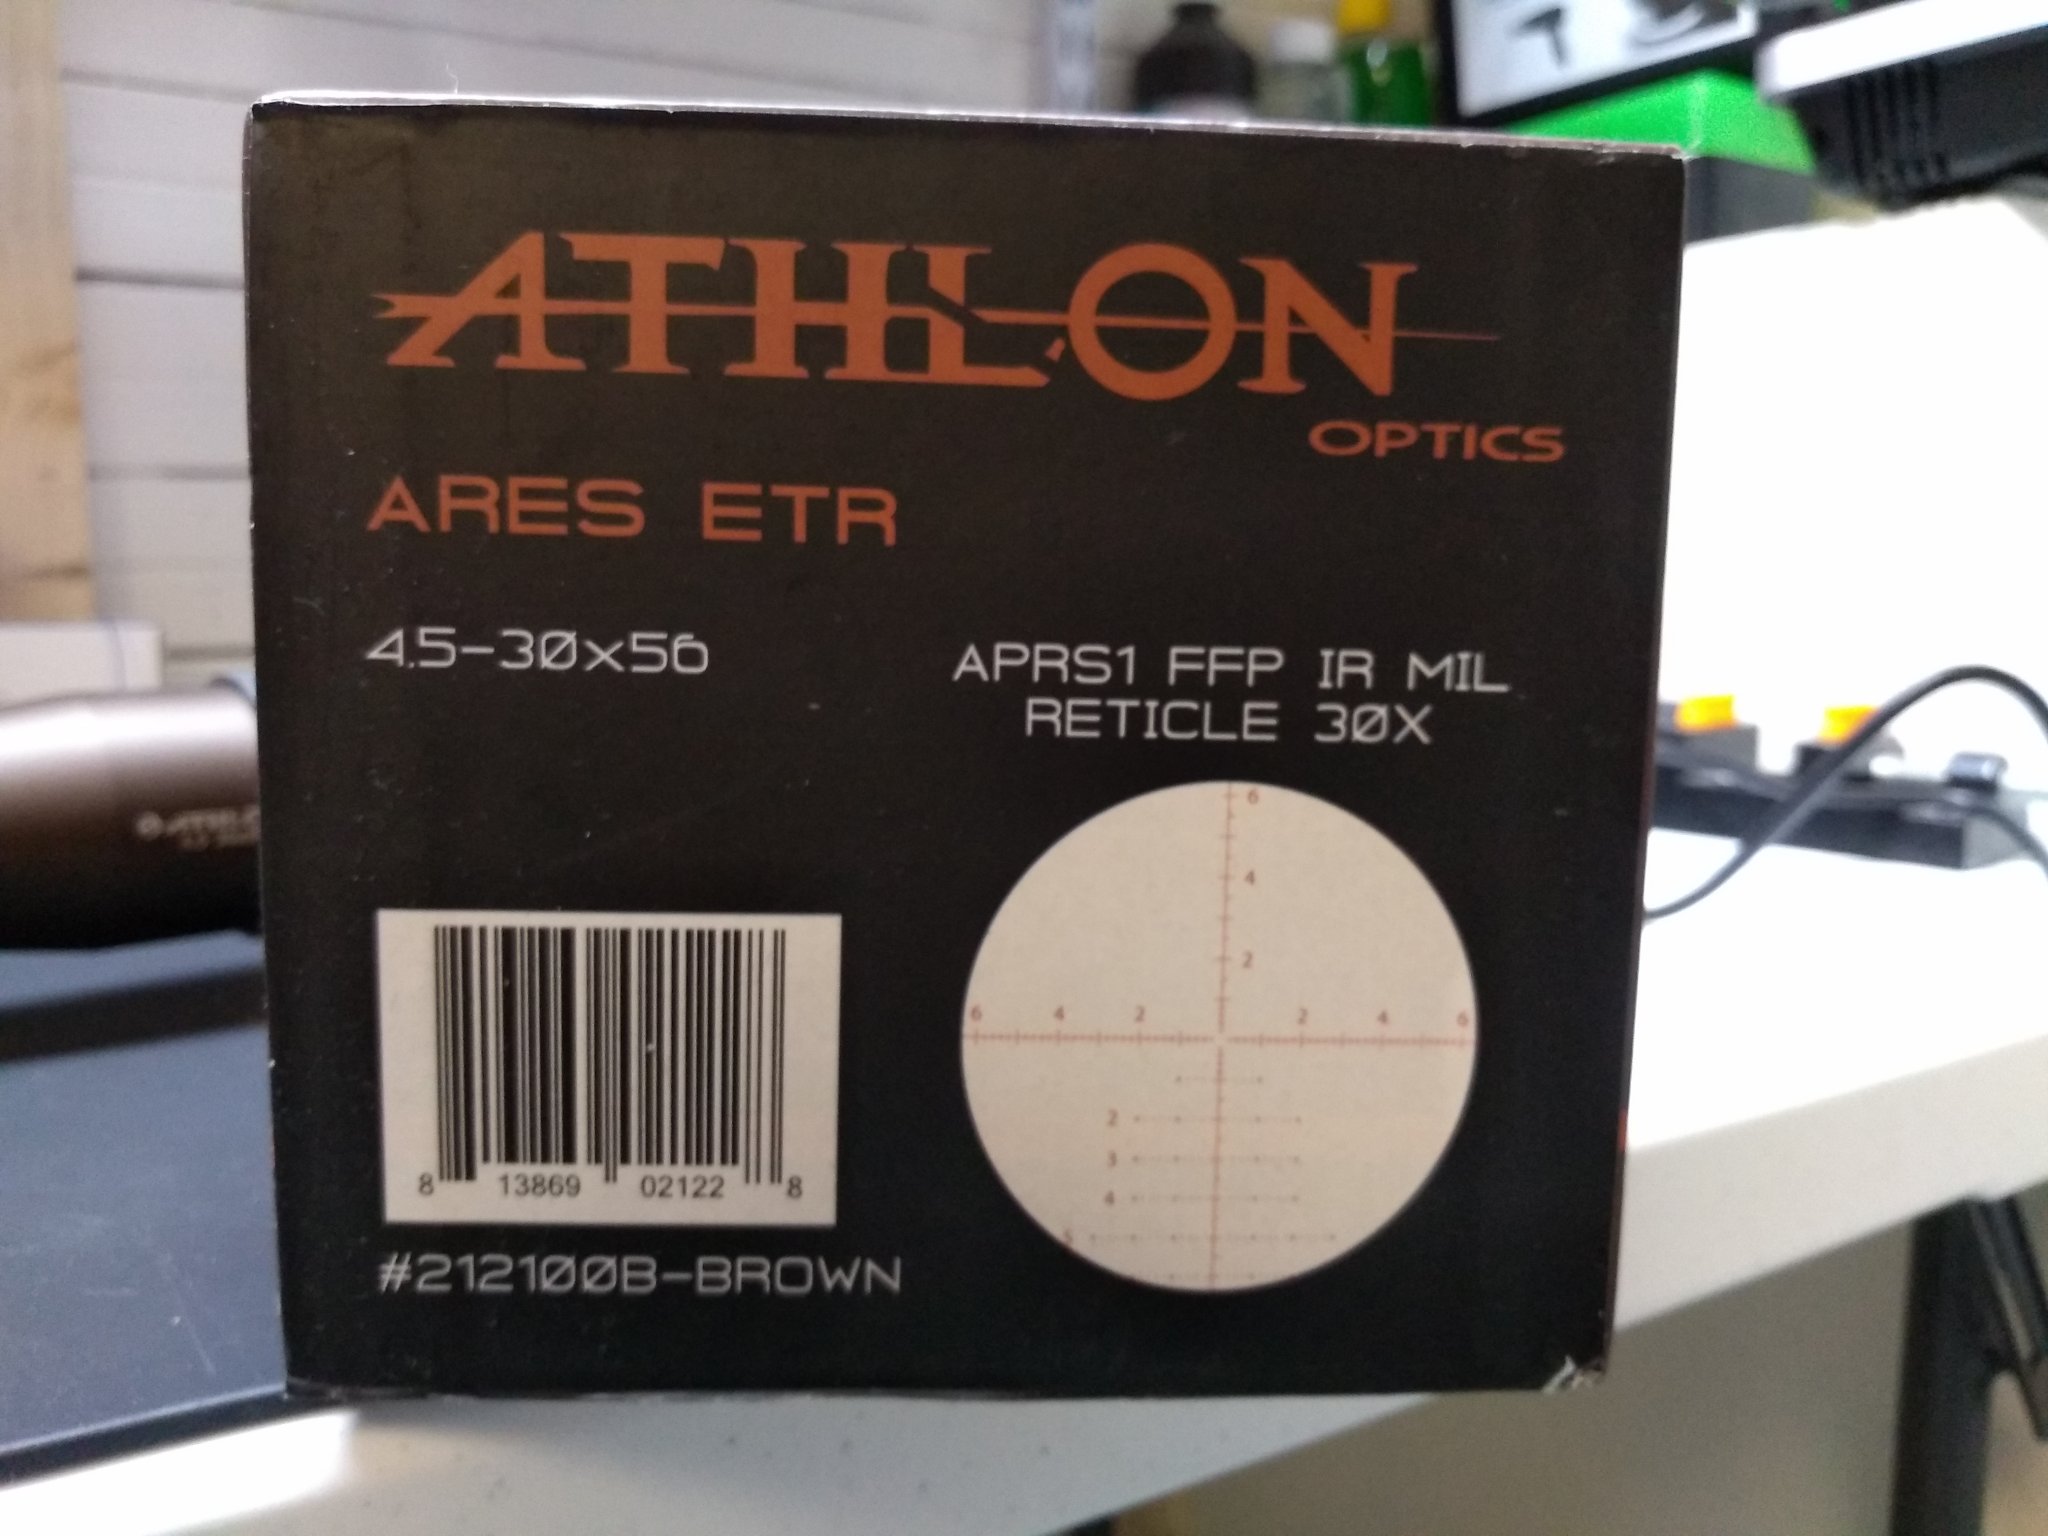 ATHLON
OPTICS
ARES ETR
4.5-30x56
APRS1 FFP IR MIL
RETICLE 30X
6
4
2
6 4 2 2 4 6
2
3
4
5
8 13869 02122 8
#212100B-BROWN